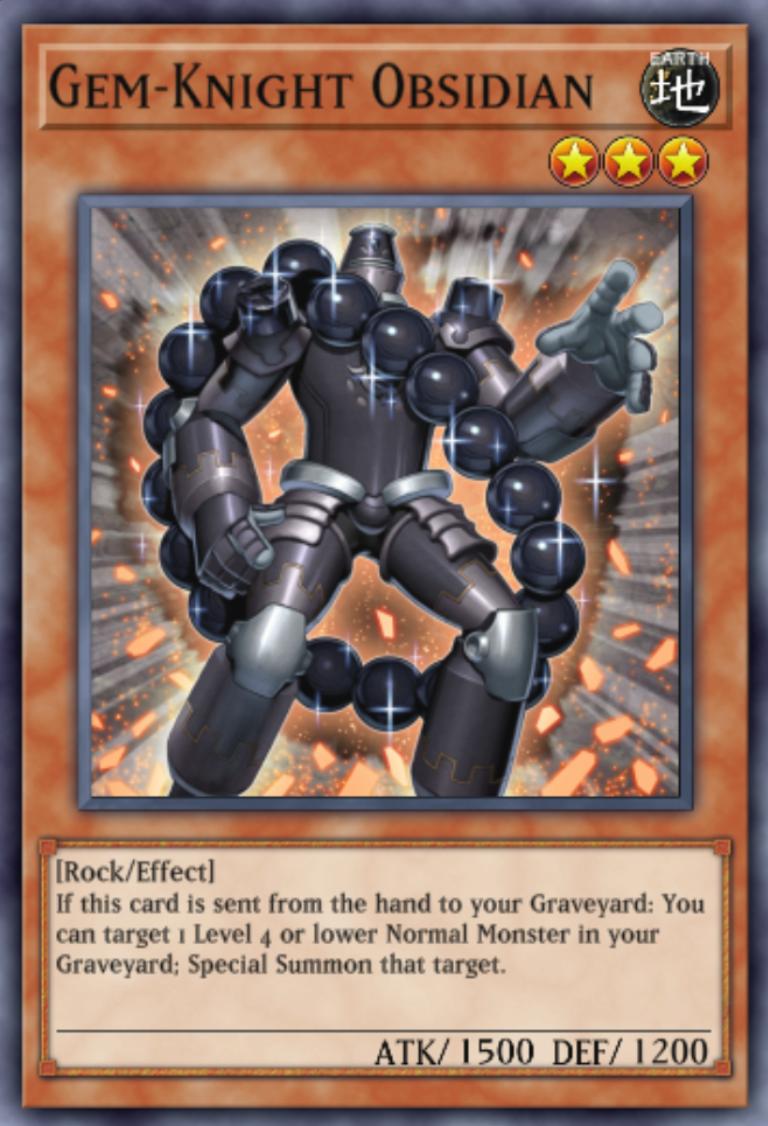 Gem-Knight Obsidian
EARTH
地
[Rock/Effect]
If this card is sent from the hand to your Graveyard: You
can target 1 Level 4 or lower Normal Monster in your
Graveyard; Special Summon that target.
ATK/ 1500 DEF/ 1200